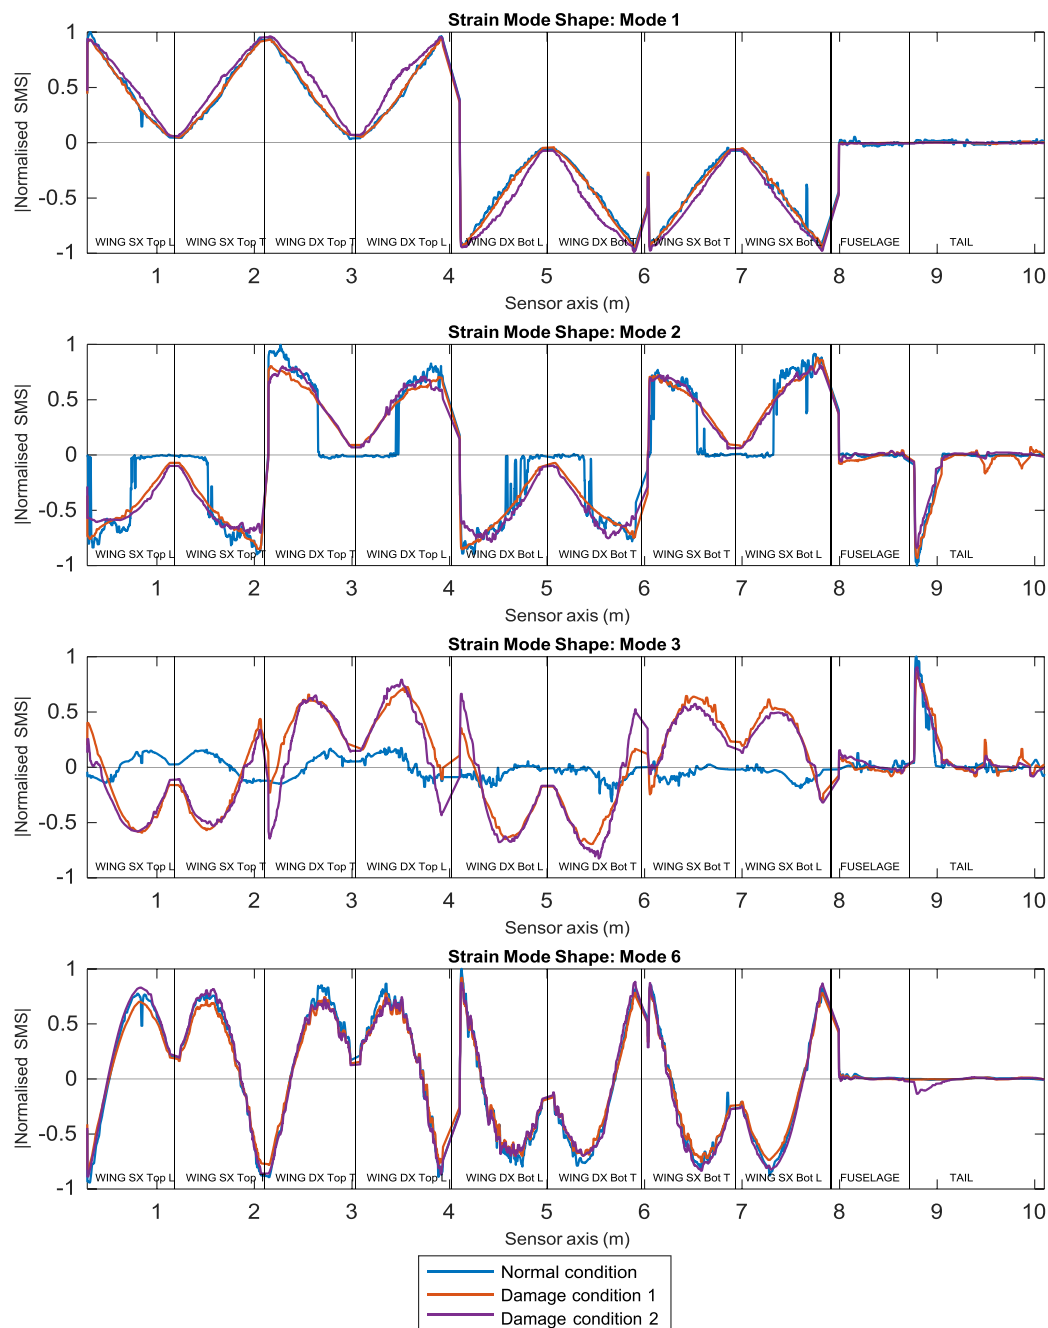 Strain Mode Shape: Mode 1
|Normalised SMS|
1
0.5
0
-0.5
-1
WING SX Top L WING SX Top T WING DX Top T WING DX Top L WING DX Bot L WING DX Bot T WING SX Bot T WING SX Bot L FUSELAGE TAIL
1 2 3 4 5 6 7 8 9 10
Sensor axis (m)
Strain Mode Shape: Mode 2
|Normalised SMS|
1
0.5
0
-0.5
-1
WING SX Top L WING SX Top T WING DX Top T WING DX Top L WING DX Bot L WING DX Bot T WING SX Bot T WING SX Bot L FUSELAGE TAIL
1 2 3 4 5 6 7 8 9 10
Sensor axis (m)
Strain Mode Shape: Mode 3
|Normalised SMS|
1
0.5
0
-0.5
-1
WING SX Top L WING SX Top T WING DX Top T WING DX Top L WING DX Bot L WING DX Bot T WING SX Bot T WING SX Bot L FUSELAGE TAIL
1 2 3 4 5 6 7 8 9 10
Sensor axis (m)
Strain Mode Shape: Mode 6
|Normalised SMS|
1
0.5
0
-0.5
-1
WING SX Top L WING SX Top T WING DX Top T WING DX Top L WING DX Bot L WING DX Bot T WING SX Bot T WING SX Bot L FUSELAGE TAIL
1 2 3 4 5 6 7 8 9 10
Sensor axis (m)
Normal condition
Damage condition 1
Damage condition 2